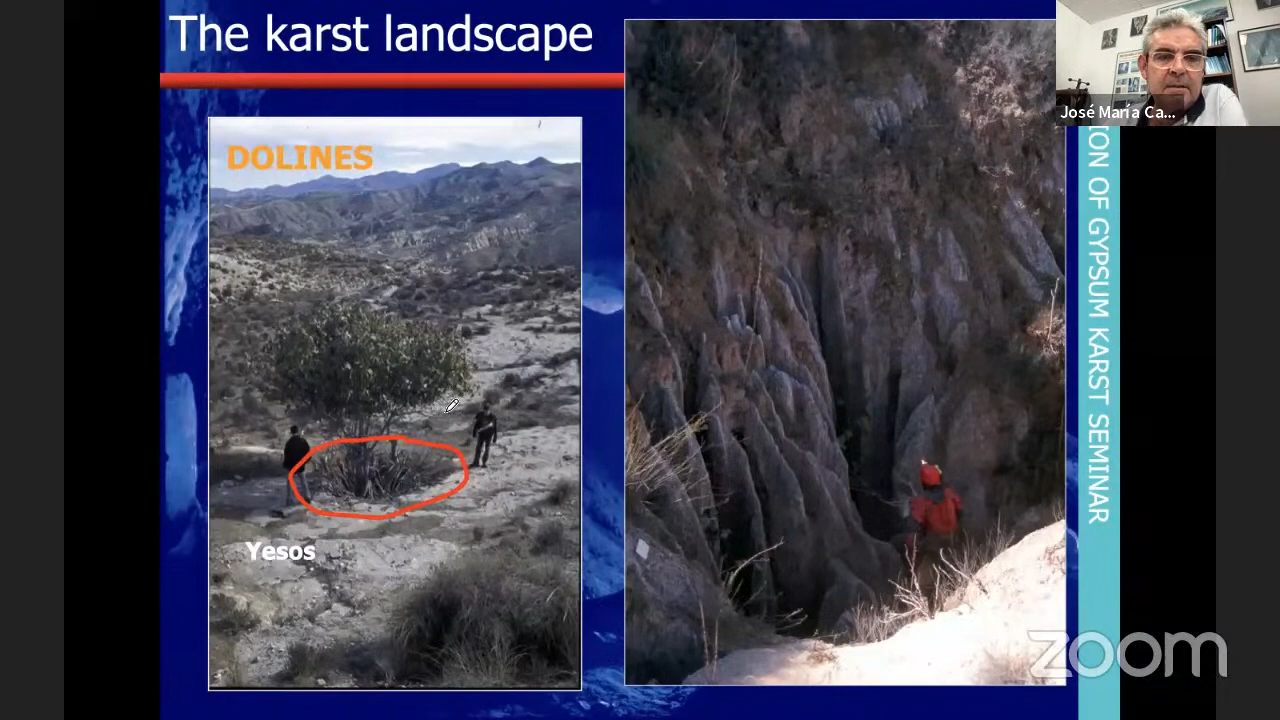 The karst landscape
José María Ca...
DOLINES
Yesos
ION OF GYPSUM KARST SEMINAR
zoom